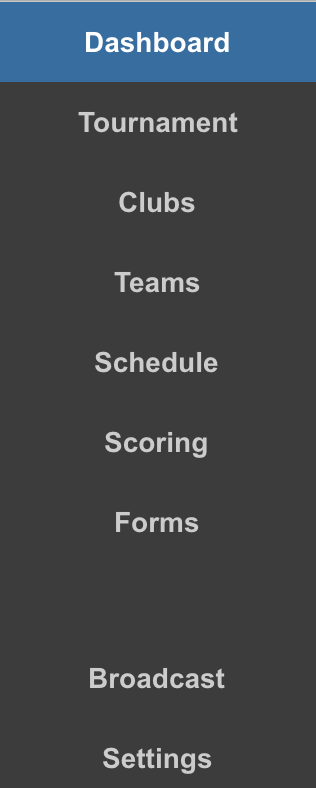 Dashboard
Tournament
Clubs
Teams
Schedule
Scoring
Forms
Broadcast
Settings